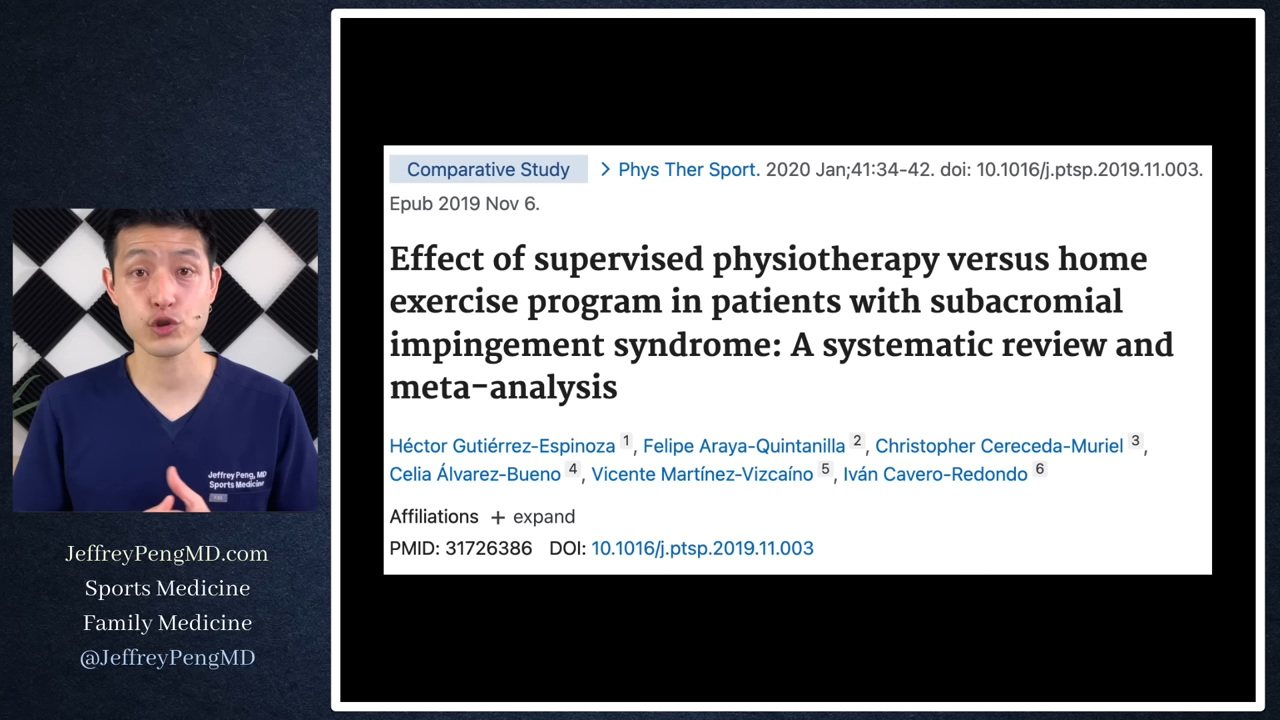 Comparative Study > Phys Ther Sport. 2020 Jan;41:34-42. doi: 10.1016/j.ptsp.2019.11.003.
Epub 2019 Nov 6.
Effect of supervised physiotherapy versus home
exercise program in patients with subacromial
impingement syndrome: A systematic review and
meta-analysis
Héctor Gutiérrez-Espinoza 1, Felipe Araya-Quintanilla 2, Christopher Cereceda-Muriel 3,
Celia Álvarez-Bueno 4, Vicente Martínez-Vizcaíno 5, Iván Cavero-Redondo 6
Affiliations + expand
PMID: 31726386 DOI: 10.1016/j.ptsp.2019.11.003
Jeffrey Peng, MD
Sports Medicine
JeffreyPengMD.com
Sports Medicine
Family Medicine
@JeffreyPengMD